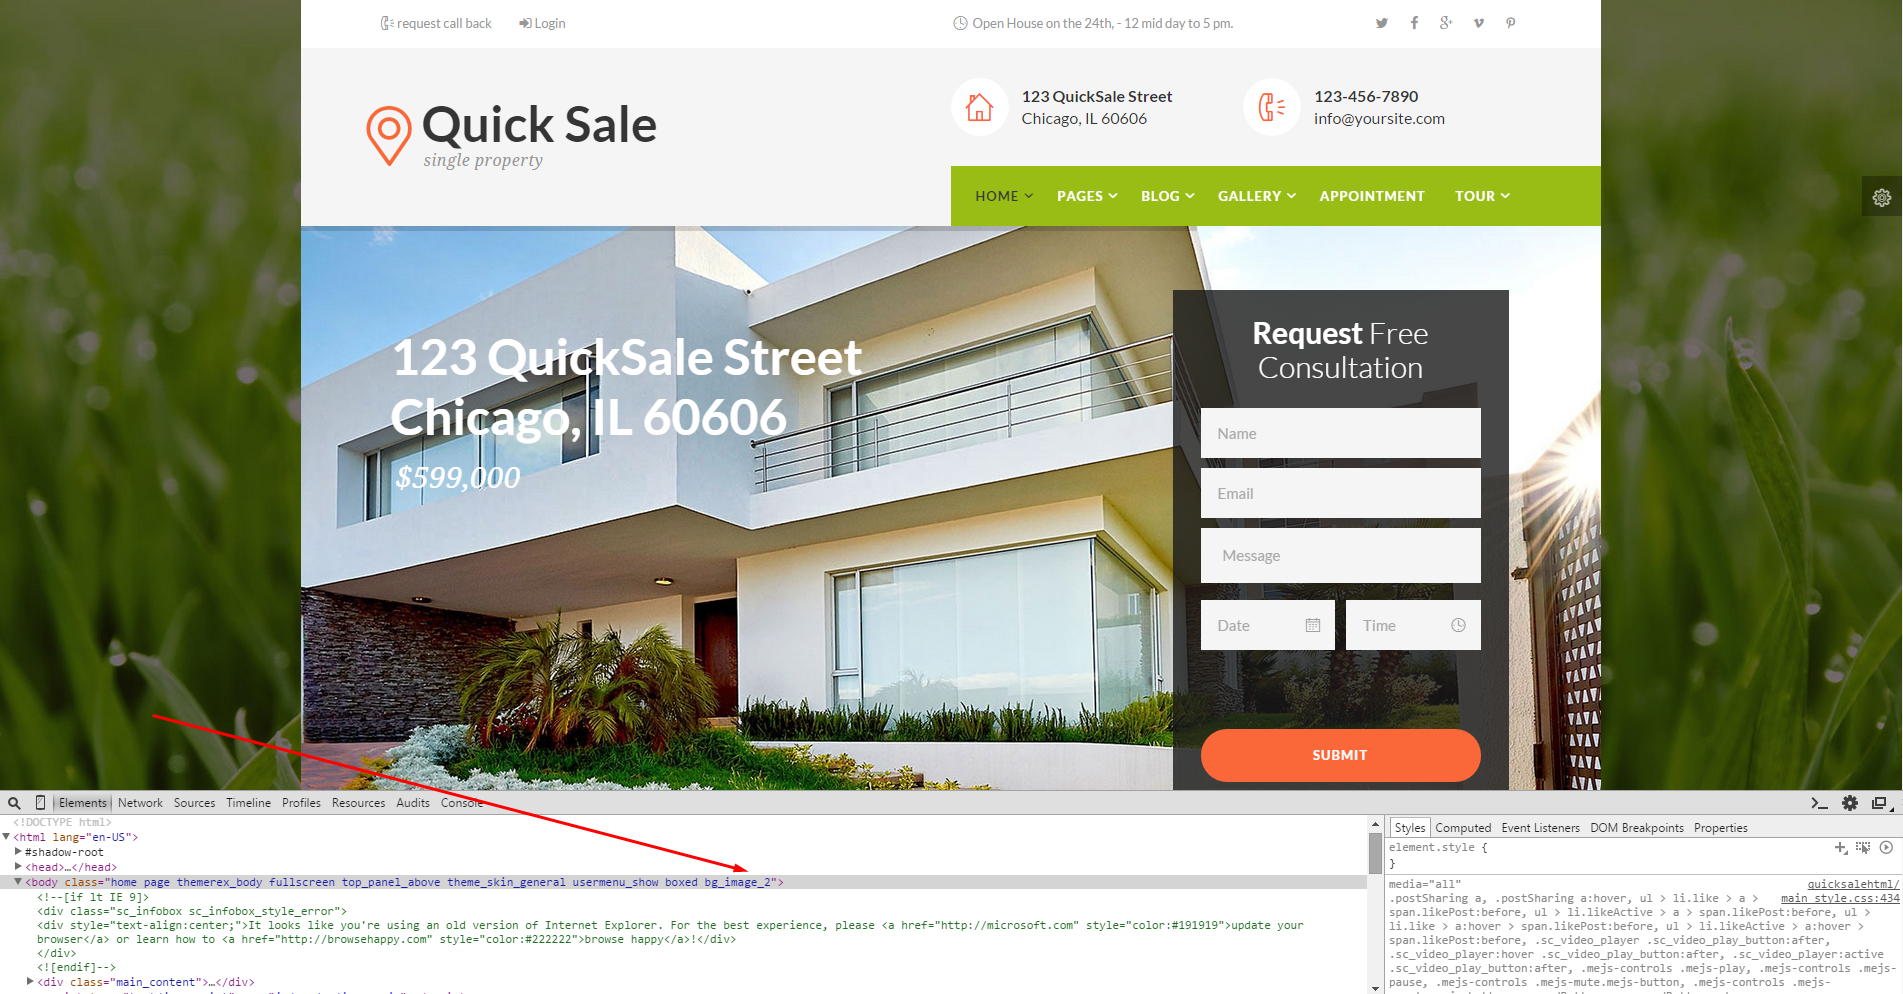 request call back
Login
Open House on the 24th, - 12 mid day to 5 pm.
Quick Sale
single property
123 QuickSale Street
Chicago, IL 60606
123-456-7890
info@yoursite.com
HOME PAGES BLOG GALLERY APPOINTMENT TOUR
123 QuickSale Street
Chicago, IL 60606
$599,000
Request Free
Consultation
Name
Email
Message
Date
Time
SUBMIT
Elements Network Sources Timeline Profiles Resources Audits Console
<!DOCTYPE html>
<html lang="en-US">
#shadow-root
<head>…</head>
<body class="home page themerex_body fullscreen top_panel_above theme_skin_general usermenu_show boxed bg_image_2">
<!--[if lt IE 9]>
<div class="sc_infobox sc_infobox_style_error">
<div style="text-align:center;">It looks like you're using an old version of Internet Explorer. For the best experience, please <a href="http://microsoft.com" style="color:#191919">update your
browser</a> or learn how to <a href="http://browsehappy.com" style="color:#222222">browse happy</a>!</div>
</div>
<![endif]-->
<div class="main_content">…</div>
Styles Computed Event Listeners DOM Breakpoints Properties
element.style {
}
media="all" quicksalehtml/
.postSharing a, .postSharing a:hover, ul > li.like > a > main_style.css:434
span.likePost:before, ul > li.likeActive > a > span.likePost:before, ul >
li.like > a:hover > span.likePost:before, ul > li.likeActive > a:hover >
span.likePost:before, .sc_video_player .sc_video_play_button:after,
.sc_video_player:hover .sc_video_play_button:after, .sc_video_player:active
.sc_video_play_button:after, .mejs-controls .mejs-play, .mejs-controls .mejs-
pause, .mejs-controls .mejs-mute.mejs-button, .mejs-controls .mejs-